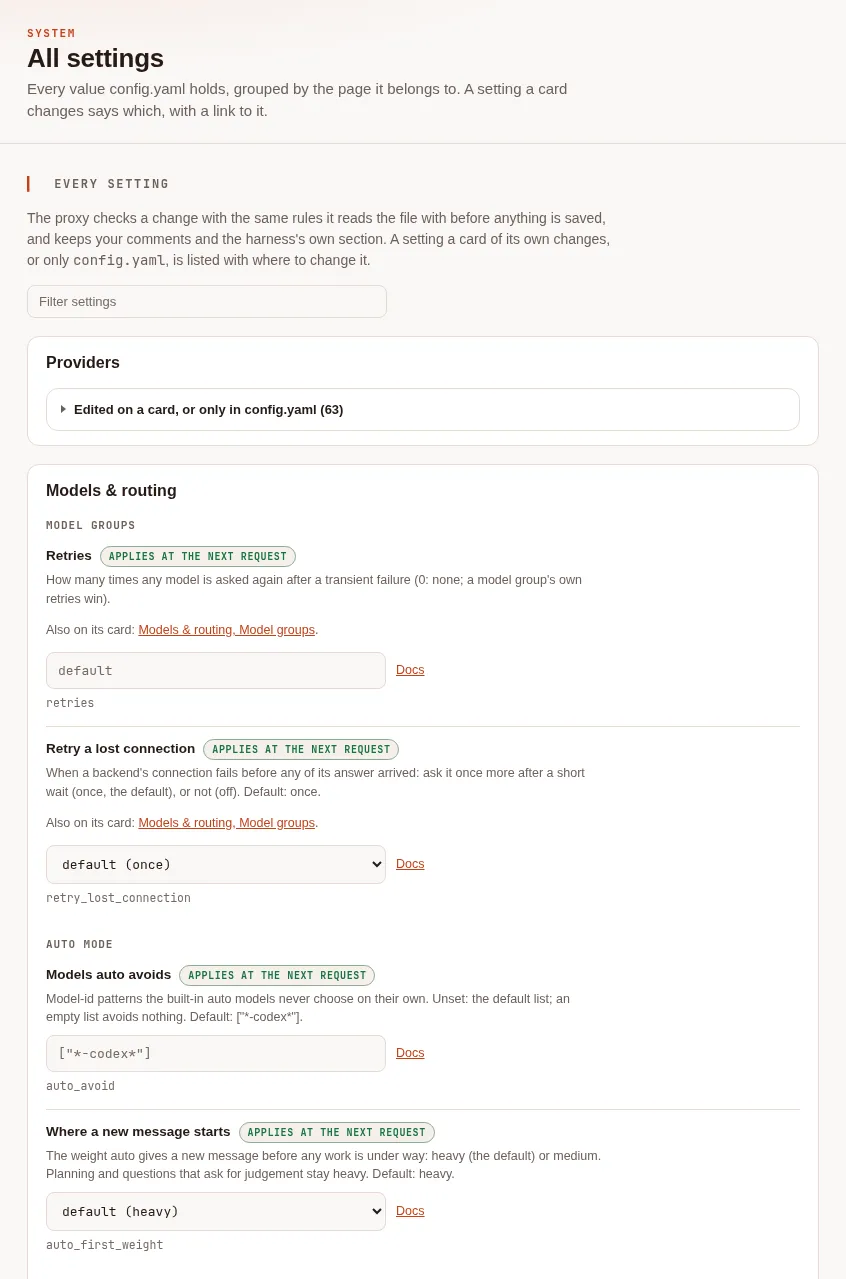 SYSTEM
All settings
Every value config.yaml holds, grouped by the page it belongs to. A setting a card
changes says which, with a link to it.
EVERY SETTING
The proxy checks a change with the same rules it reads the file with before anything is saved,
and keeps your comments and the harness's own section. A setting a card of its own changes,
or only config.yaml, is listed with where to change it.
Filter settings
Providers
Edited on a card, or only in config.yaml (63)
Models & routing
MODEL GROUPS
Retries APPLIES AT THE NEXT REQUEST
How many times any model is asked again after a transient failure (0: none; a model group's own
retries win).
Also on its card: Models & routing, Model groups.
default Docs
retries
Retry a lost connection APPLIES AT THE NEXT REQUEST
When a backend's connection fails before any of its answer arrived: ask it once more after a short
wait (once, the default), or not (off). Default: once.
Also on its card: Models & routing, Model groups.
default (once) Docs
retry_lost_connection
AUTO MODE
Models auto avoids APPLIES AT THE NEXT REQUEST
Model-id patterns the built-in auto models never choose on their own. Unset: the default list; an
empty list avoids nothing. Default: ["*-codex*"].
["*-codex*"] Docs
auto_avoid
Where a new message starts APPLIES AT THE NEXT REQUEST
The weight auto gives a new message before any work is under way: heavy (the default) or medium.
Planning and questions that ask for judgement stay heavy. Default: heavy.
default (heavy) Docs
auto_first_weight